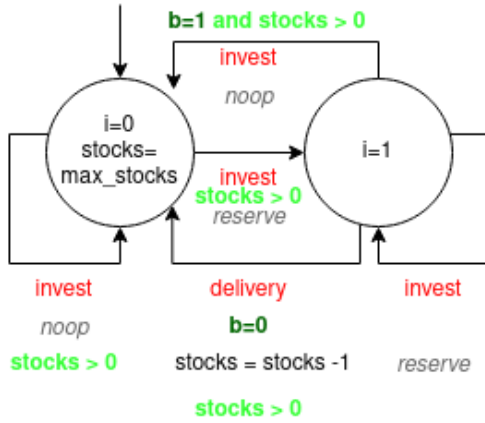 b=1 and stocks > 0
invest
noop
i=0
stocks=
max_stocks
i=1
invest
stocks > 0
reserve
invest
noop
stocks > 0
delivery
b=0
stocks = stocks -1
stocks > 0
invest
reserve